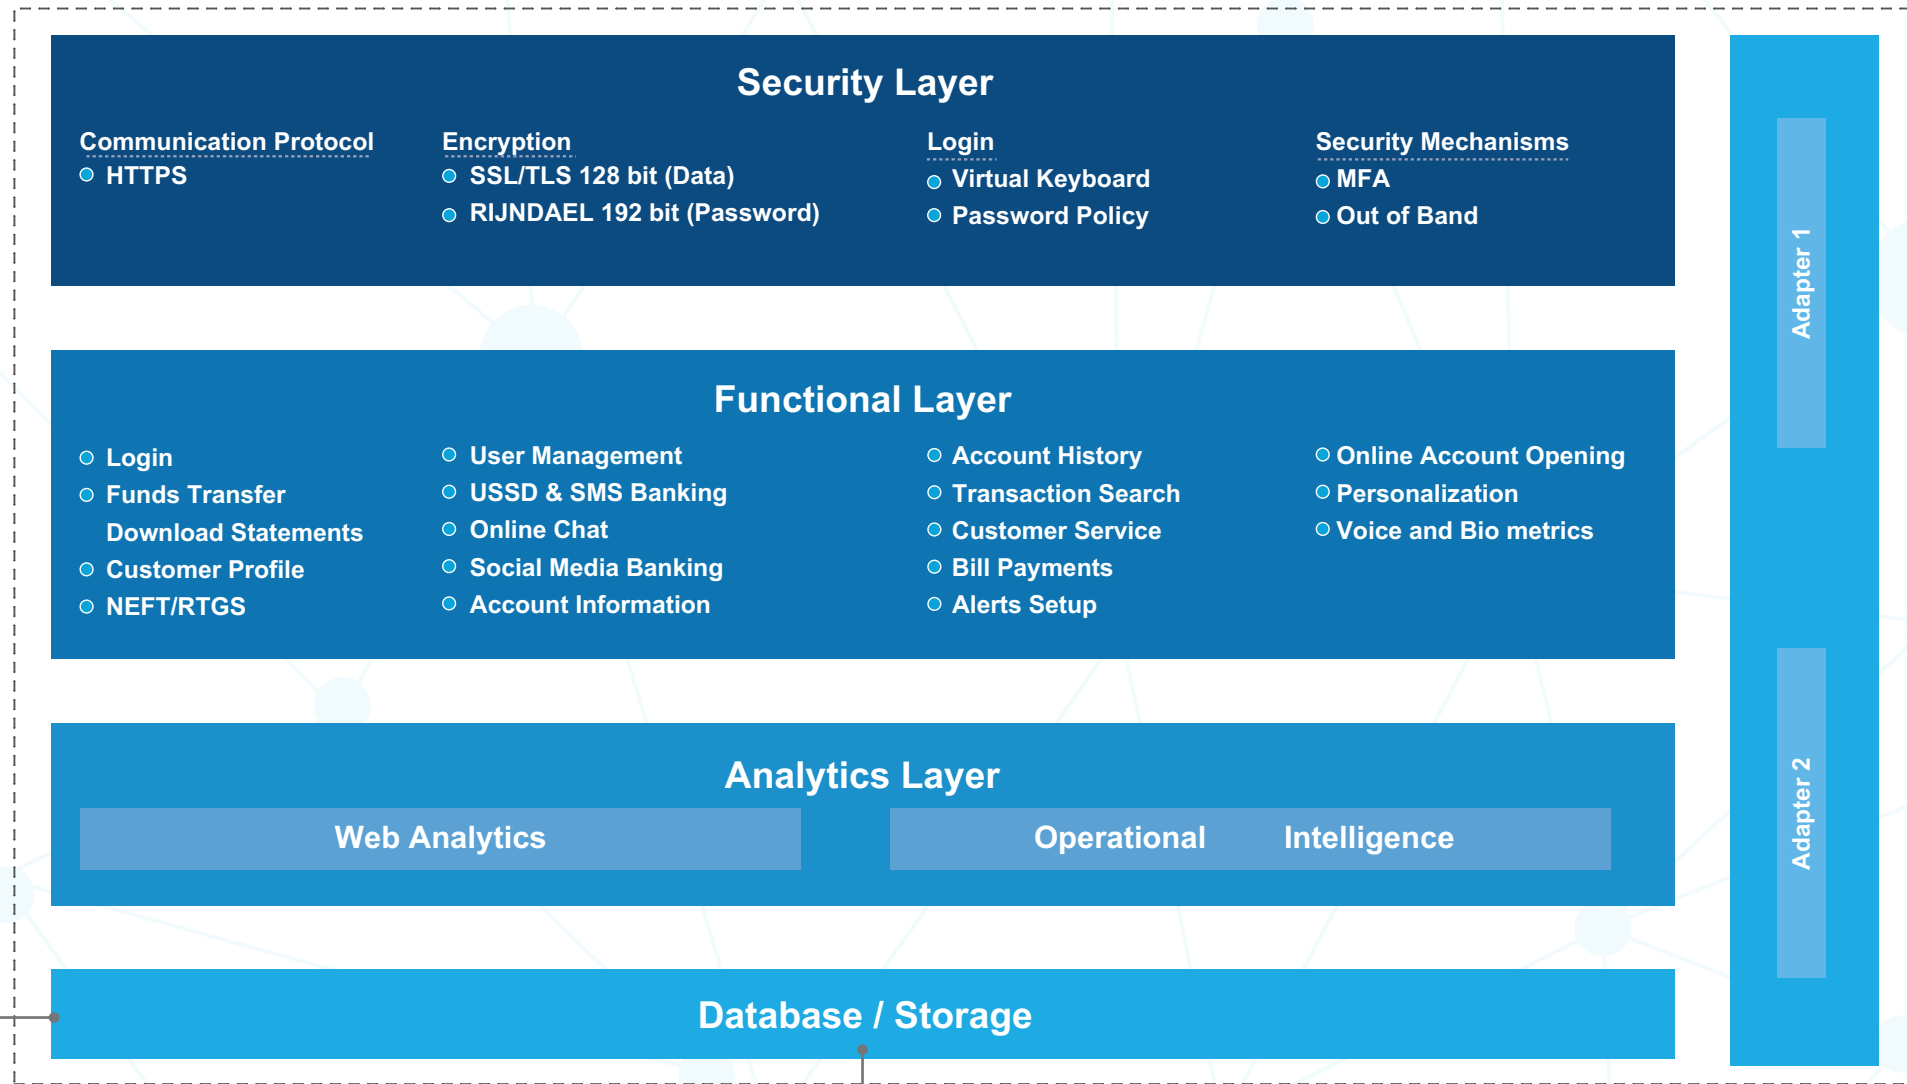 Security Layer
Communication Protocol
HTTPS
Encryption
SSL/TLS 128 bit (Data)
RIJNDAEL 192 bit (Password)
Login
Virtual Keyboard
Password Policy
Security Mechanisms
MFA
Out of Band
Functional Layer
Login
Funds Transfer
Download Statements
Customer Profile
NEFT/RTGS
User Management
USSD & SMS Banking
Online Chat
Social Media Banking
Account Information
Account History
Transaction Search
Customer Service
Bill Payments
Alerts Setup
Online Account Opening
Personalization
Voice and Bio metrics
Analytics Layer
Web Analytics
Operational Intelligence
Database / Storage
Adapter 1
Adapter 2